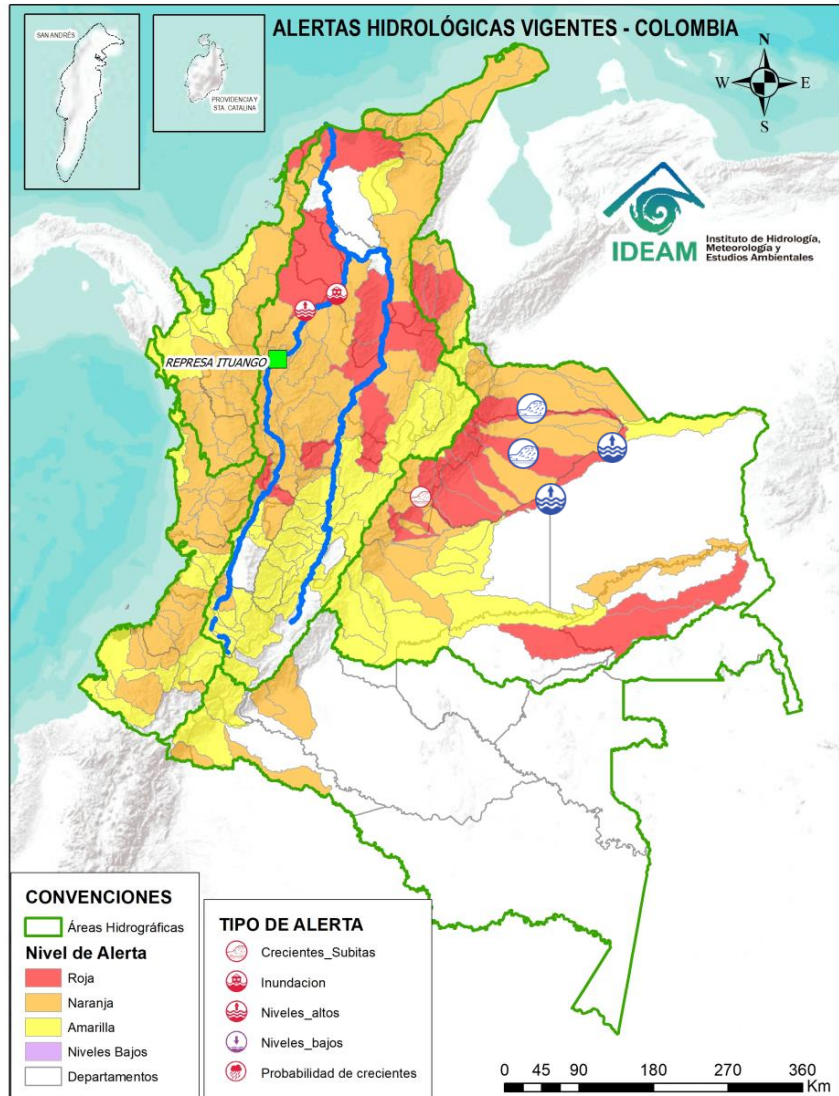 ALERTAS HIDROLÓGICAS VIGENTES - COLOMBIA
SAN ANDRÉS
PROVIDENCIA Y
STA. CATALINA
N
W E
S
IDEAM
Instituto de Hidrología,
Meteorología y
Estudios Ambientales
REPRESA ITUANGO
CONVENCIONES
Áreas Hidrográficas
Nivel de Alerta
Roja
Naranja
Amarilla
Niveles Bajos
Departamentos
TIPO DE ALERTA
Crecientes_Subitas
Inundacion
Niveles_altos
Niveles_bajos
Probabilidad de crecientes
0 45 90 180 270 360
Km